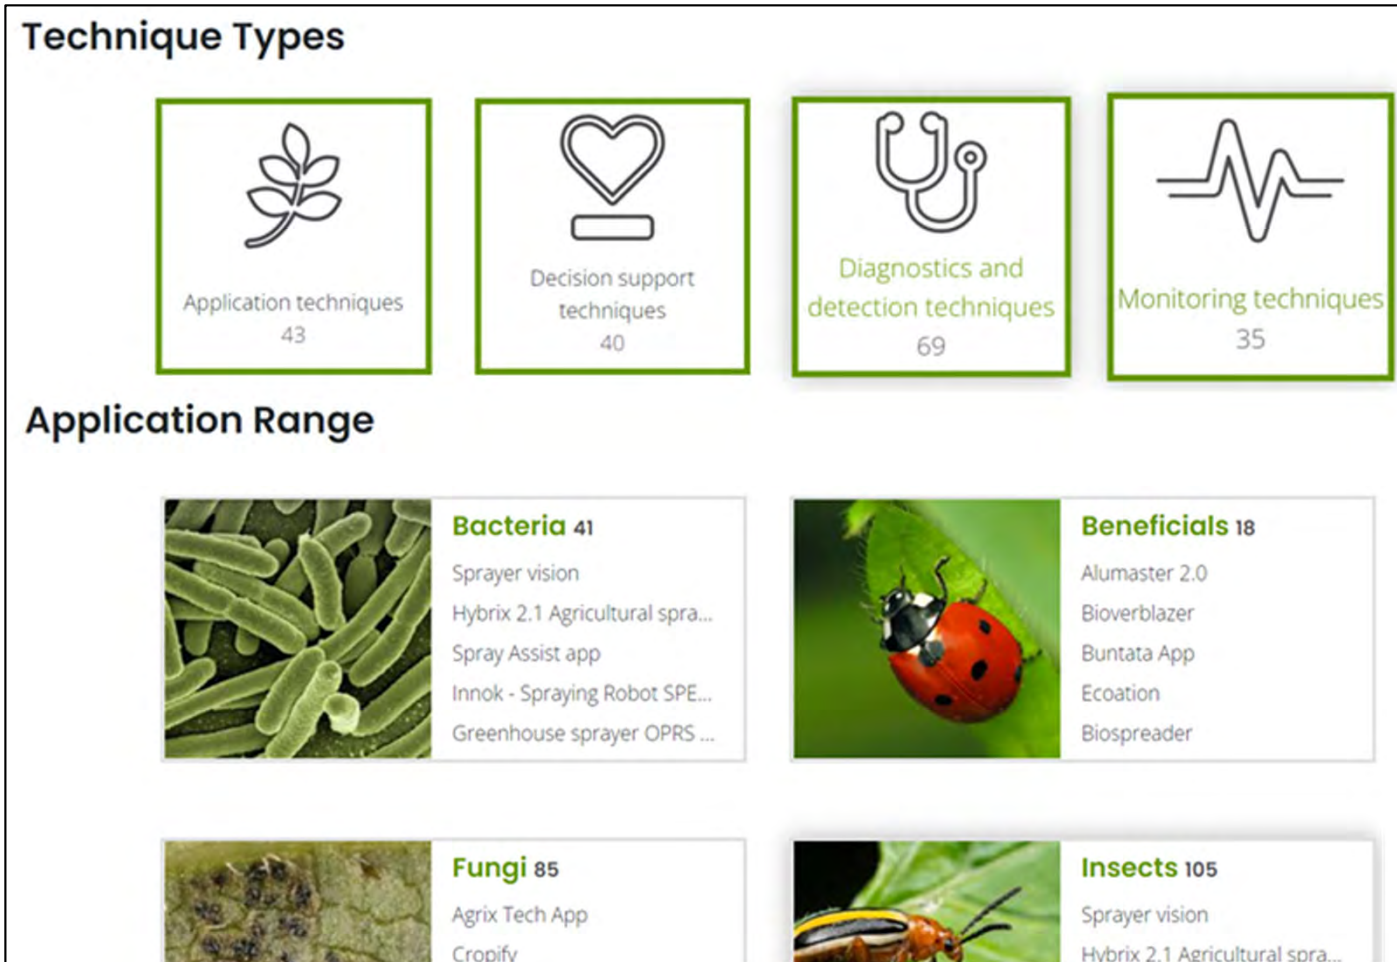 Technique Types
Application techniques
43
Decision support
techniques
40
Diagnostics and
detection techniques
69
Monitoring techniques
35
Application Range
Bacteria 41
Sprayer vision
Hybrix 2.1 Agricultural spra...
Spray Assist app
Innok - Spraying Robot SPE...
Greenhouse sprayer OPRS ...
Beneficials 18
Alumaster 2.0
Bioverblazer
Buntata App
Ecoation
Biospreader
Fungi 85
Agrix Tech App
Cropify
Insects 105
Sprayer vision
Hybrix 2.1 Agricultural spra...